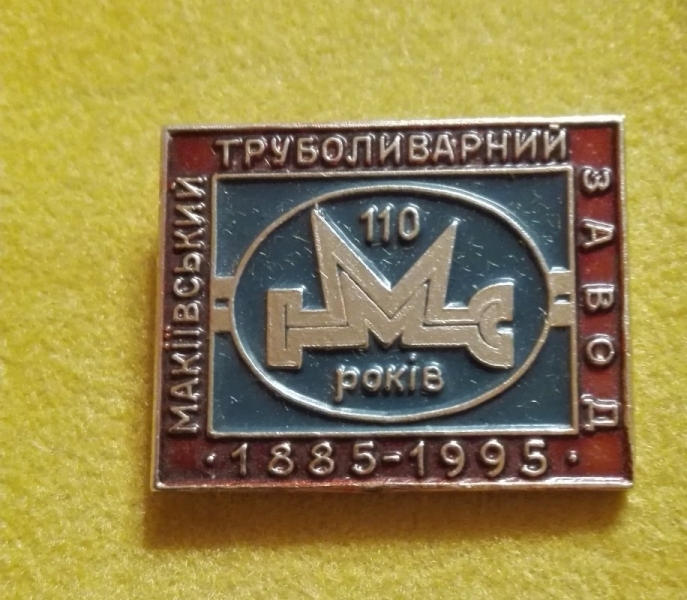 МАКІЇВСЬКИЙ
ТРУБОЛИВАРНИЙ
ЗАВОД
110
М
років
·1885-1995·